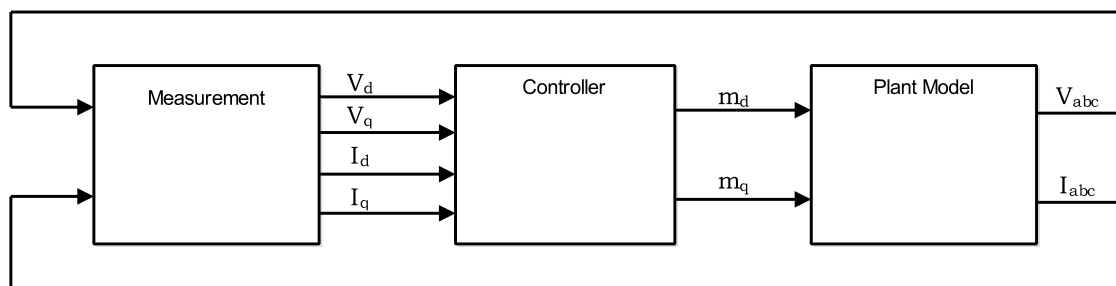 Measurement
V_d
V_q
I_d
I_q
Controller
m_d
m_q
Plant Model
V_abc
I_abc